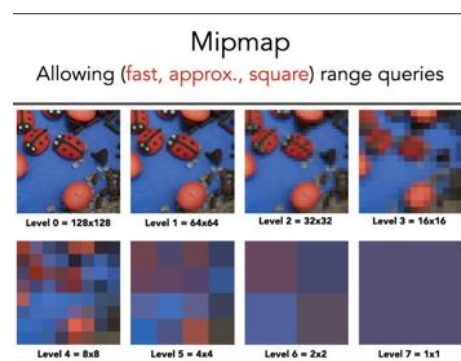 Mipmap
Allowing (fast, approx., square) range queries
Level 0 = 128x128
Level 1 = 64x64
Level 2 = 32x32
Level 3 = 16x16
Level 4 = 8x8
Level 5 = 4x4
Level 6 = 2x2
Level 7 = 1x1